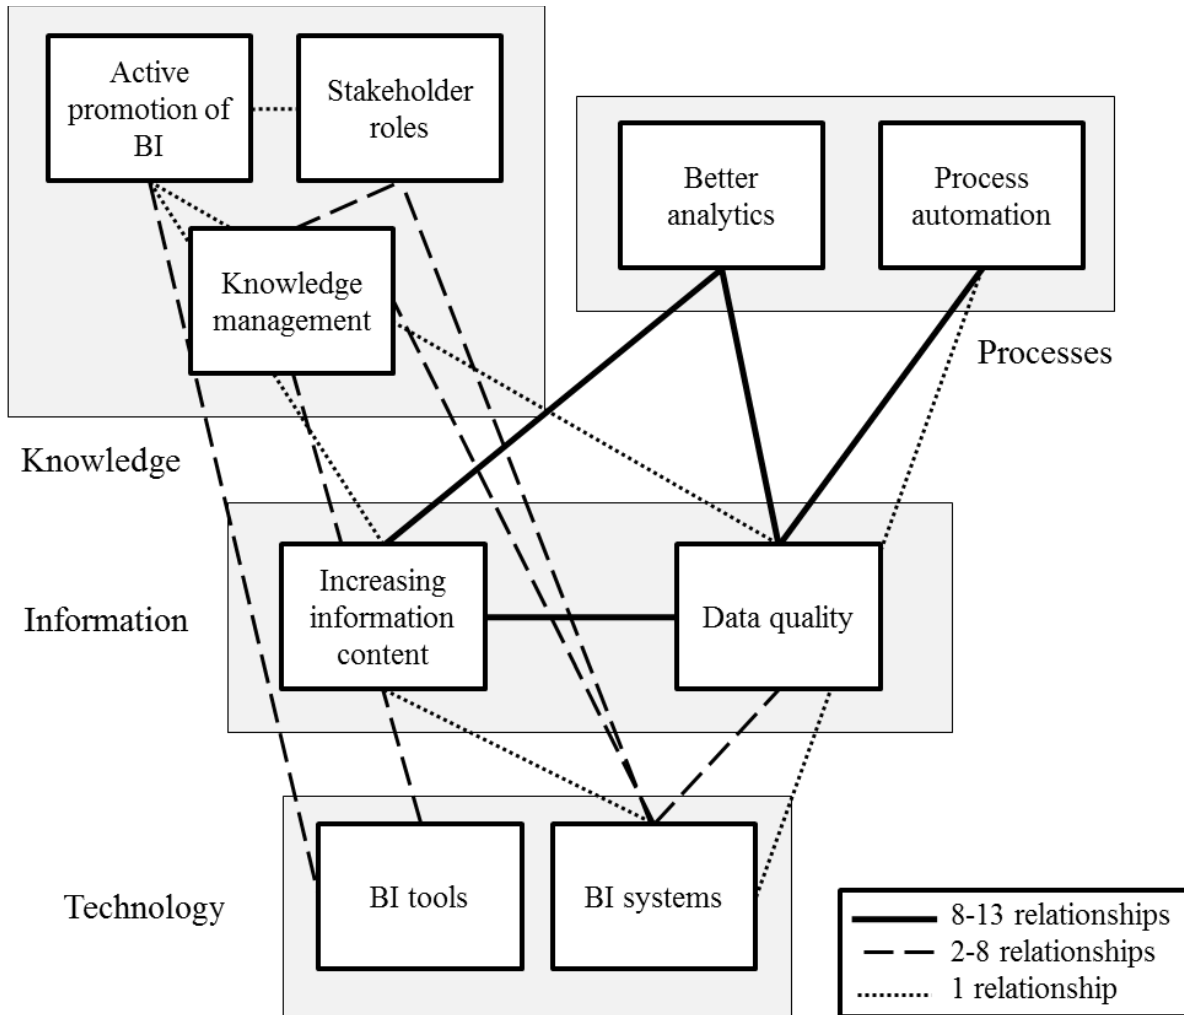 Active
promotion of
BI
Stakeholder
roles
Knowledge
management
Knowledge
Better
analytics
Process
automation
Processes
Information
Increasing
information
content
Data quality
Technology
BI tools
BI systems
8-13 relationships
2-8 relationships
1 relationship